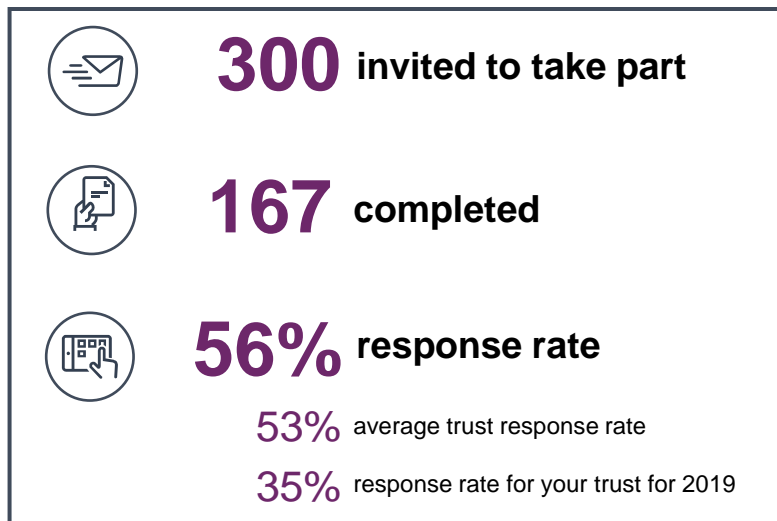 300 invited to take part
167 completed
56% response rate
53% average trust response rate
35% response rate for your trust for 2019